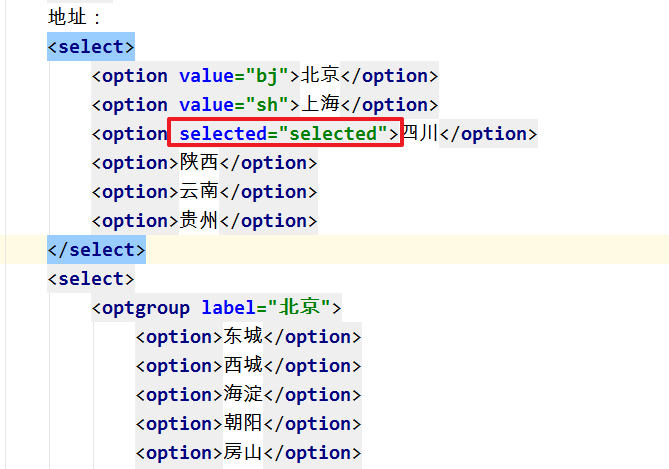 地址：
<select>
<option value="bj">北京</option>
<option value="sh">上海</option>
<option selected="selected">四川</option>
<option>陕西</option>
<option>云南</option>
<option>贵州</option>
</select>
<select>
<optgroup label="北京">
<option>东城</option>
<option>西城</option>
<option>海淀</option>
<option>朝阳</option>
<option>房山</option>